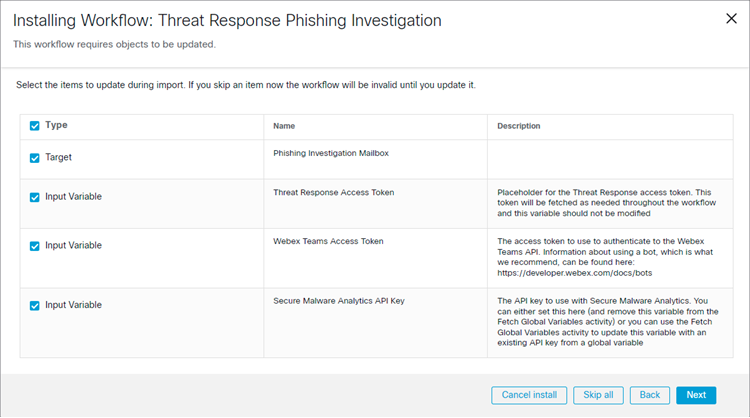 Installing Workflow: Threat Response Phishing Investigation
This workflow requires objects to be updated.
Select the items to update during import. If you skip an item now the workflow will be invalid until you update it.
Type Name Description
Target Phishing Investigation Mailbox
Input Variable Threat Response Access Token Placeholder for the Threat Response access token. This
token will be fetched as needed throughout the workflow
and this variable should not be modified
Input Variable Webex Teams Access Token The access token to use to authenticate to the Webex
Teams API. Information about using a bot, which is what
we recommend, can be found here:
https://developer.webex.com/docs/bots
Input Variable Secure Malware Analytics API Key The API key to use with Secure Malware Analytics. You
can either set this here (and remove this variable from the
Fetch Global Variables activity) or you can use the Fetch
Global Variables activity to update this variable with an
existing API key from a global variable
Cancel install Skip all Back Next